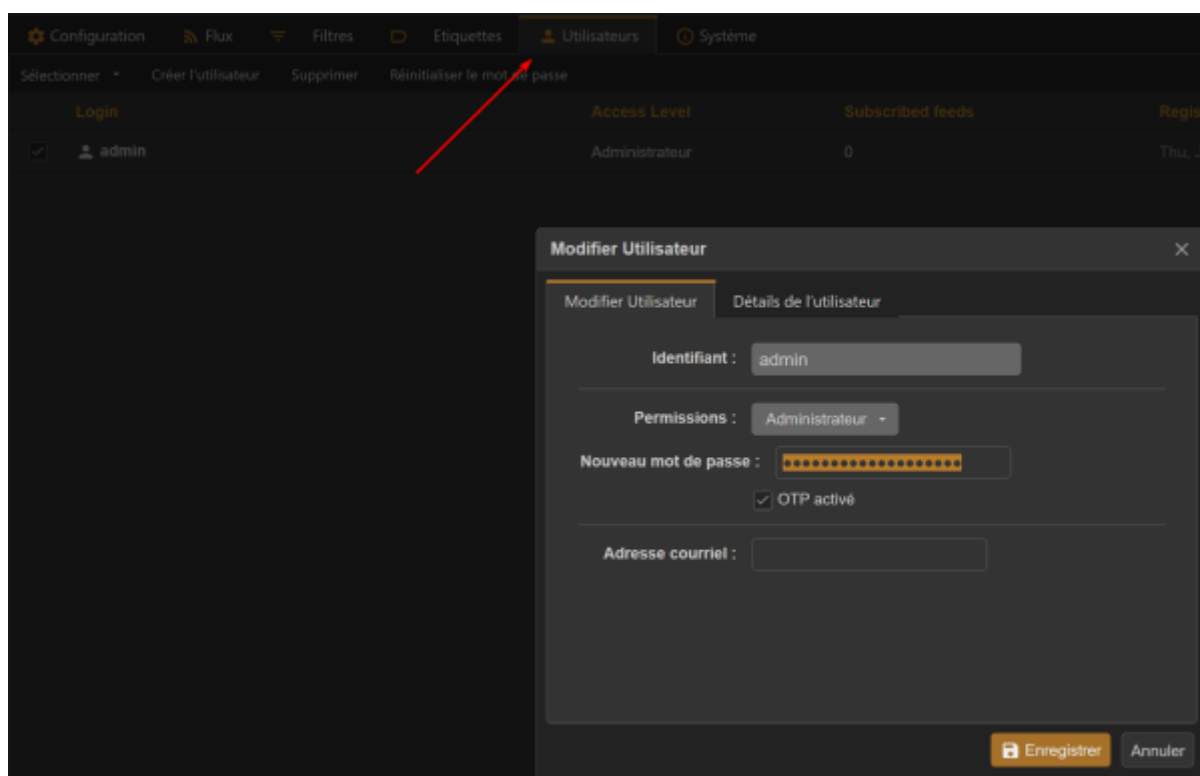 Configuration Flux Filtres Etiquettes Utilisateurs Système
Sélectionner Créer l'utilisateur Supprimer Réinitialiser le mot de passe
Login Access Level Subscribed feeds Regis
admin Administrateur 0 Thu,
Modifier Utilisateur
Modifier Utilisateur Détails de l'utilisateur
Identifiant : admin
Permissions : Administrateur
Nouveau mot de passe : •••••••••••••••••••
OTP activé
Adresse courriel :
Enregistrer Annuler